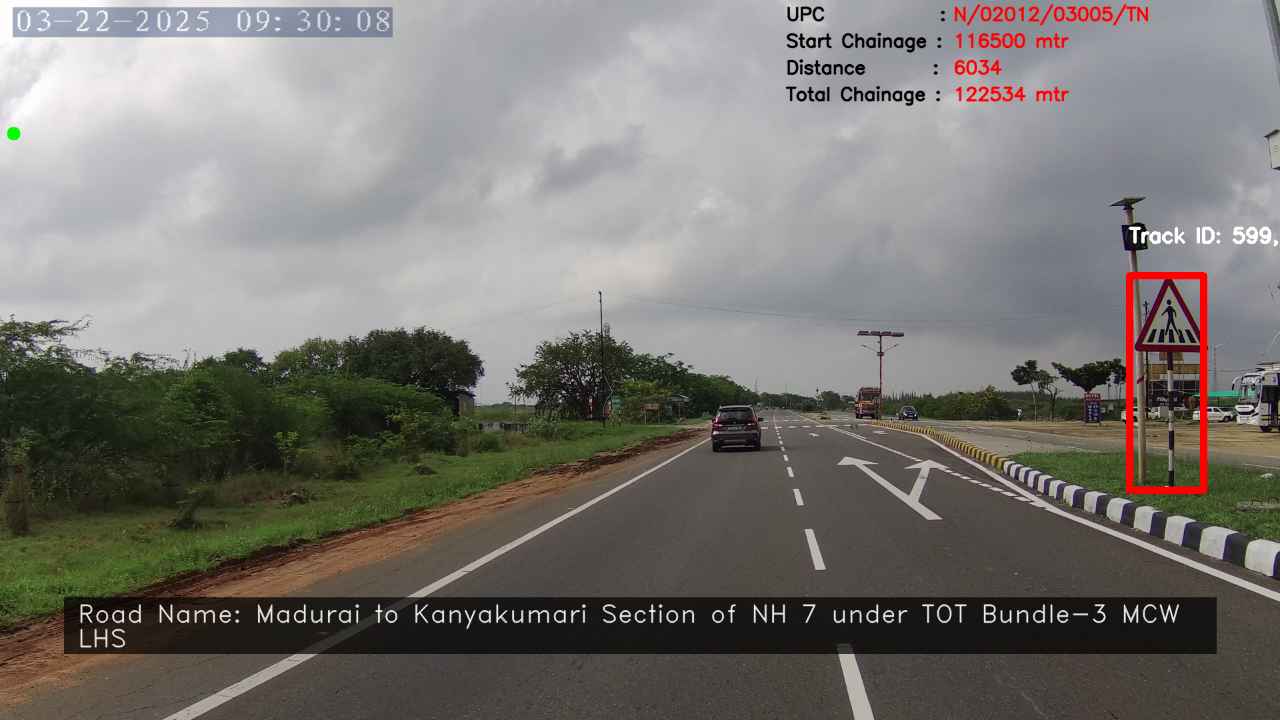 03-22-2025 09:30:08
UPC : N/02012/03005/TN
Start Chainage : 116500 mtr
Distance : 6034
Total Chainage : 122534 mtr
Track ID: 599,
Road Name: Madurai to Kanyakumari Section of NH 7 under TOT Bundle-3 MCW
LHS